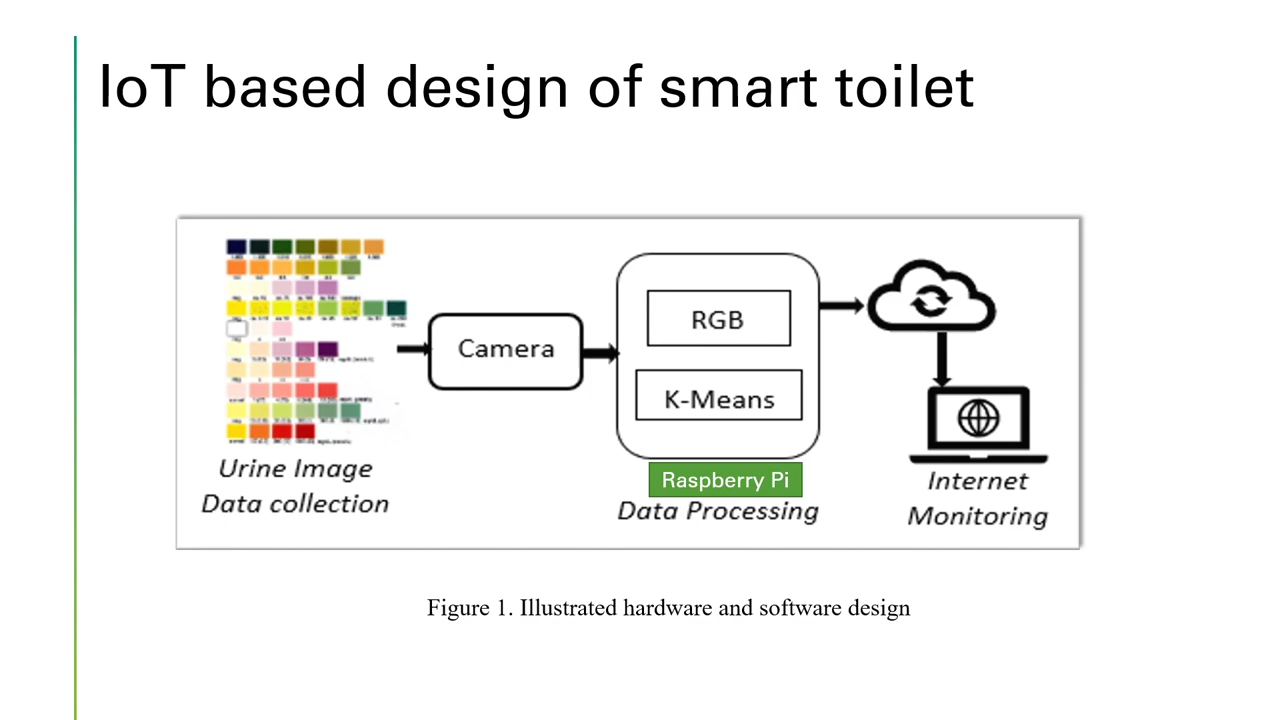 IoT based design of smart toilet
Camera
RGB
K-Means
Urine Image
Data collection
Raspberry Pi
Data Processing
Internet
Monitoring
Figure 1. Illustrated hardware and software design